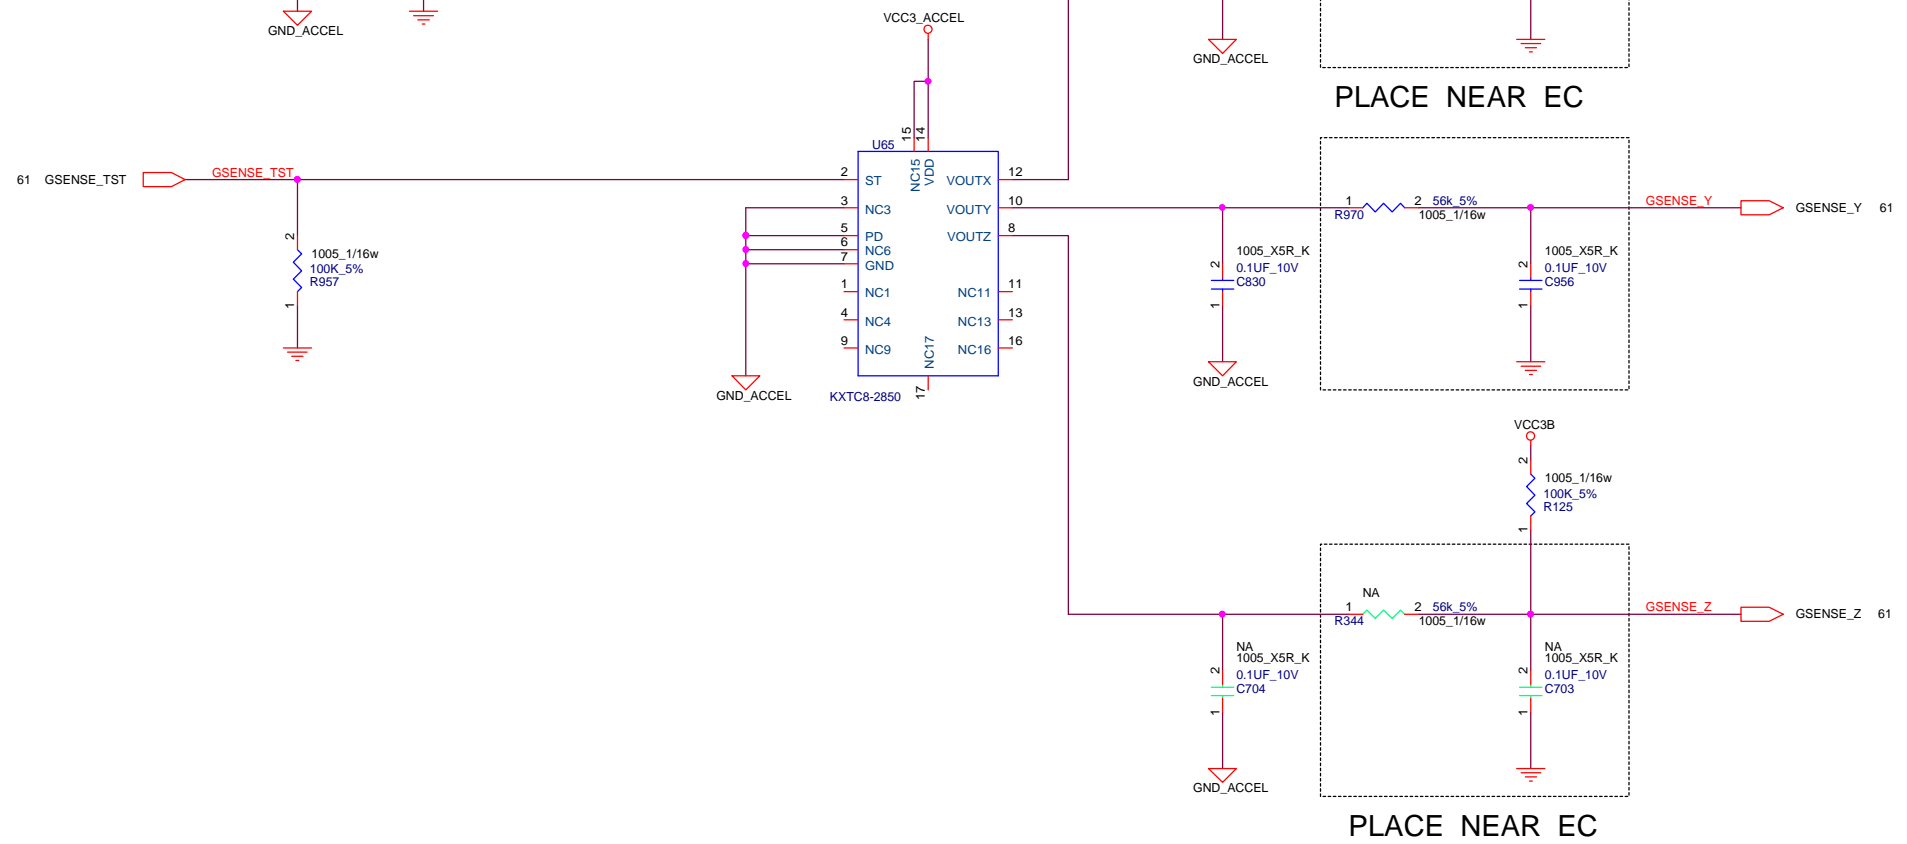 GND_ACCEL
VCC3_ACCEL
GND_ACCEL
PLACE NEAR EC
61 GSENSE_TST
GSENSE_TST
2
1005_1/16w
100K_5%
R957
1
U65
15
14
NC15
VDD
2 ST
3 NC3
5 PD
6 NC6
7 GND
1 NC1
4 NC4
9 NC9
VOUTX 12
VOUTY 10
VOUTZ 8
NC11 11
NC13 13
NC16 16
NC17
17
KXTC8-2850
GND_ACCEL
1005_X5R_K
2
0.1UF_10V
C830
1
GND_ACCEL
1 2 56k_5%
R970 1005_1/16w
GSENSE_Y
GSENSE_Y 61
1005_X5R_K
2
0.1UF_10V
C956
1
VCC3B
2
1005_1/16w
100K_5%
R125
1
NA
1 2 56k_5%
R344 1005_1/16w
GSENSE_Z
GSENSE_Z 61
NA
1005_X5R_K
2
0.1UF_10V
C704
1
GND_ACCEL
NA
1005_X5R_K
2
0.1UF_10V
C703
1
PLACE NEAR EC